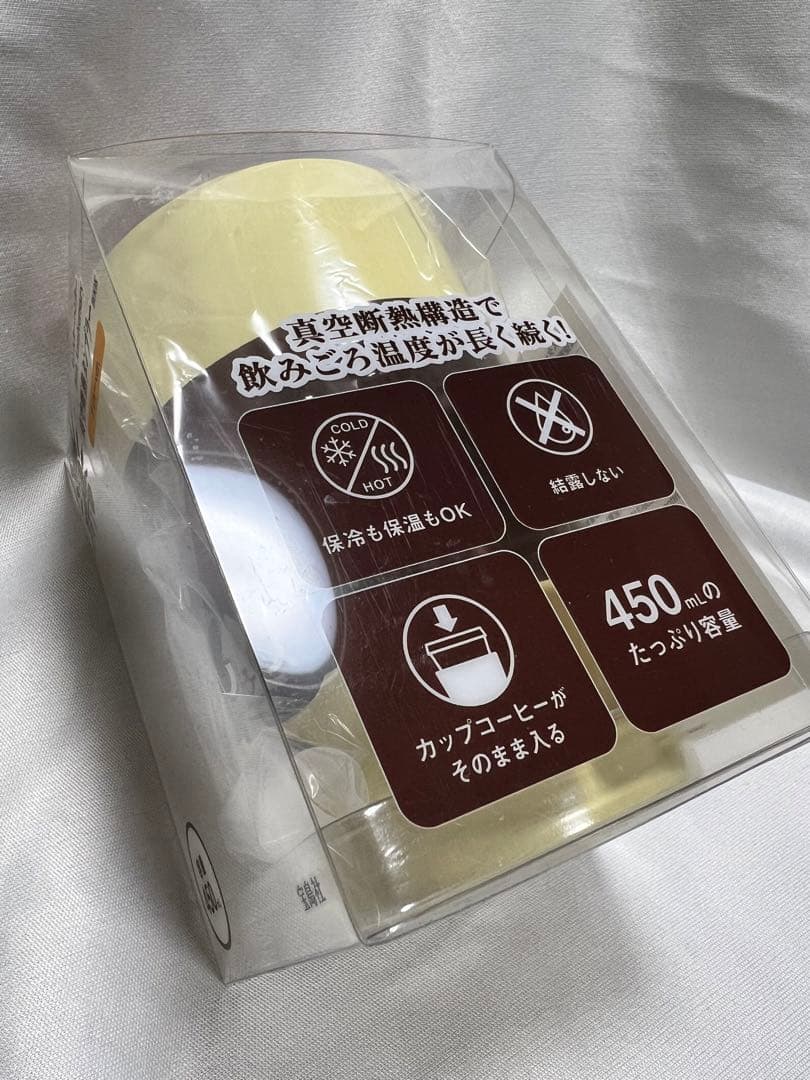 真空断熱構造で
飲みごろ温度が長く続く!
COLD
HOT
保冷も保温もOK
結露しない
カップコーヒーが
そのまま入る
450mLの
たっぷり容量
宝島社